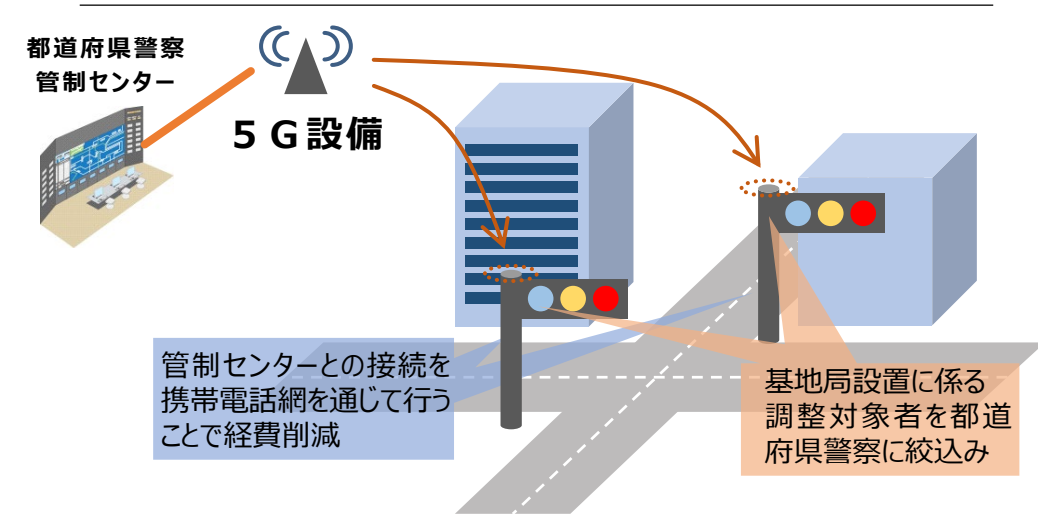 都道府県警察
管制センター
５Ｇ設備
管制センターとの接続を
携帯電話網を通じて行う
ことで経費削減
基地局設置に係る
調整対象者を都道
府県警察に絞込み